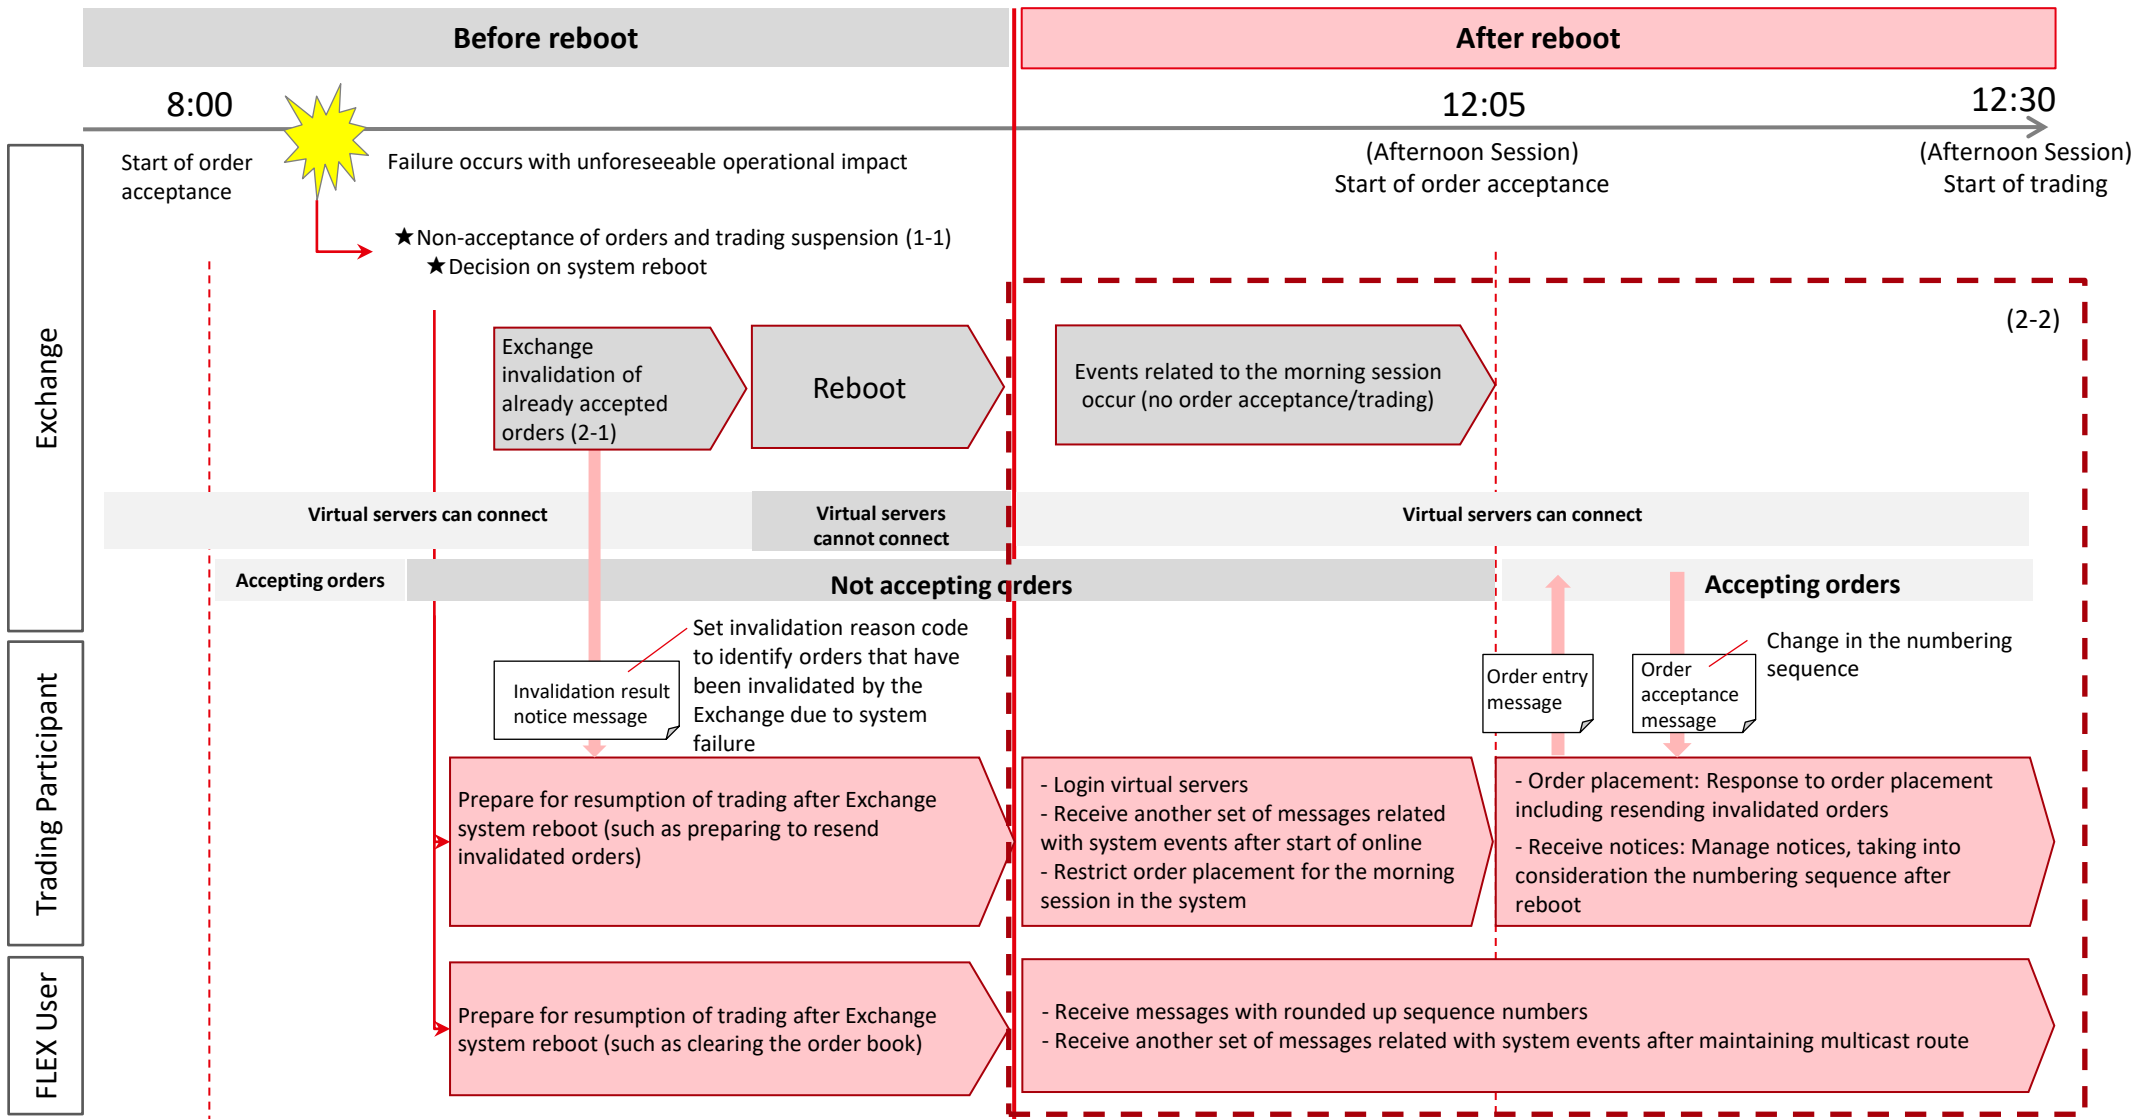 Before reboot
After reboot
8:00
12:05
12:30
Start of order
acceptance
Failure occurs with unforeseeable operational impact
(Afternoon Session)
Start of order acceptance
(Afternoon Session)
Start of trading
★Non-acceptance of orders and trading suspension (1-1)
★Decision on system reboot
(2-2)
Exchange
Exchange
invalidation of
already accepted
orders (2-1)
Reboot
Events related to the morning session
occur (no order acceptance/trading)
Virtual servers can connect
Virtual servers
cannot connect
Virtual servers can connect
Accepting orders
Not accepting orders
Accepting orders
Trading Participant
Invalidation result
notice message
Set invalidation reason code
to identify orders that have
been invalidated by the
Exchange due to system
failure
Order entry
message
Order
acceptance
message
Change in the numbering
sequence
Prepare for resumption of trading after Exchange
system reboot (such as preparing to resend
invalidated orders)
- Login virtual servers
- Receive another set of messages related
with system events after start of online
- Restrict order placement for the morning
session in the system
- Order placement: Response to order placement
including resending invalidated orders
- Receive notices: Manage notices, taking into
consideration the numbering sequence after
reboot
FLEX User
Prepare for resumption of trading after Exchange
system reboot (such as clearing the order book)
- Receive messages with rounded up sequence numbers
- Receive another set of messages related with system events after maintaining multicast route